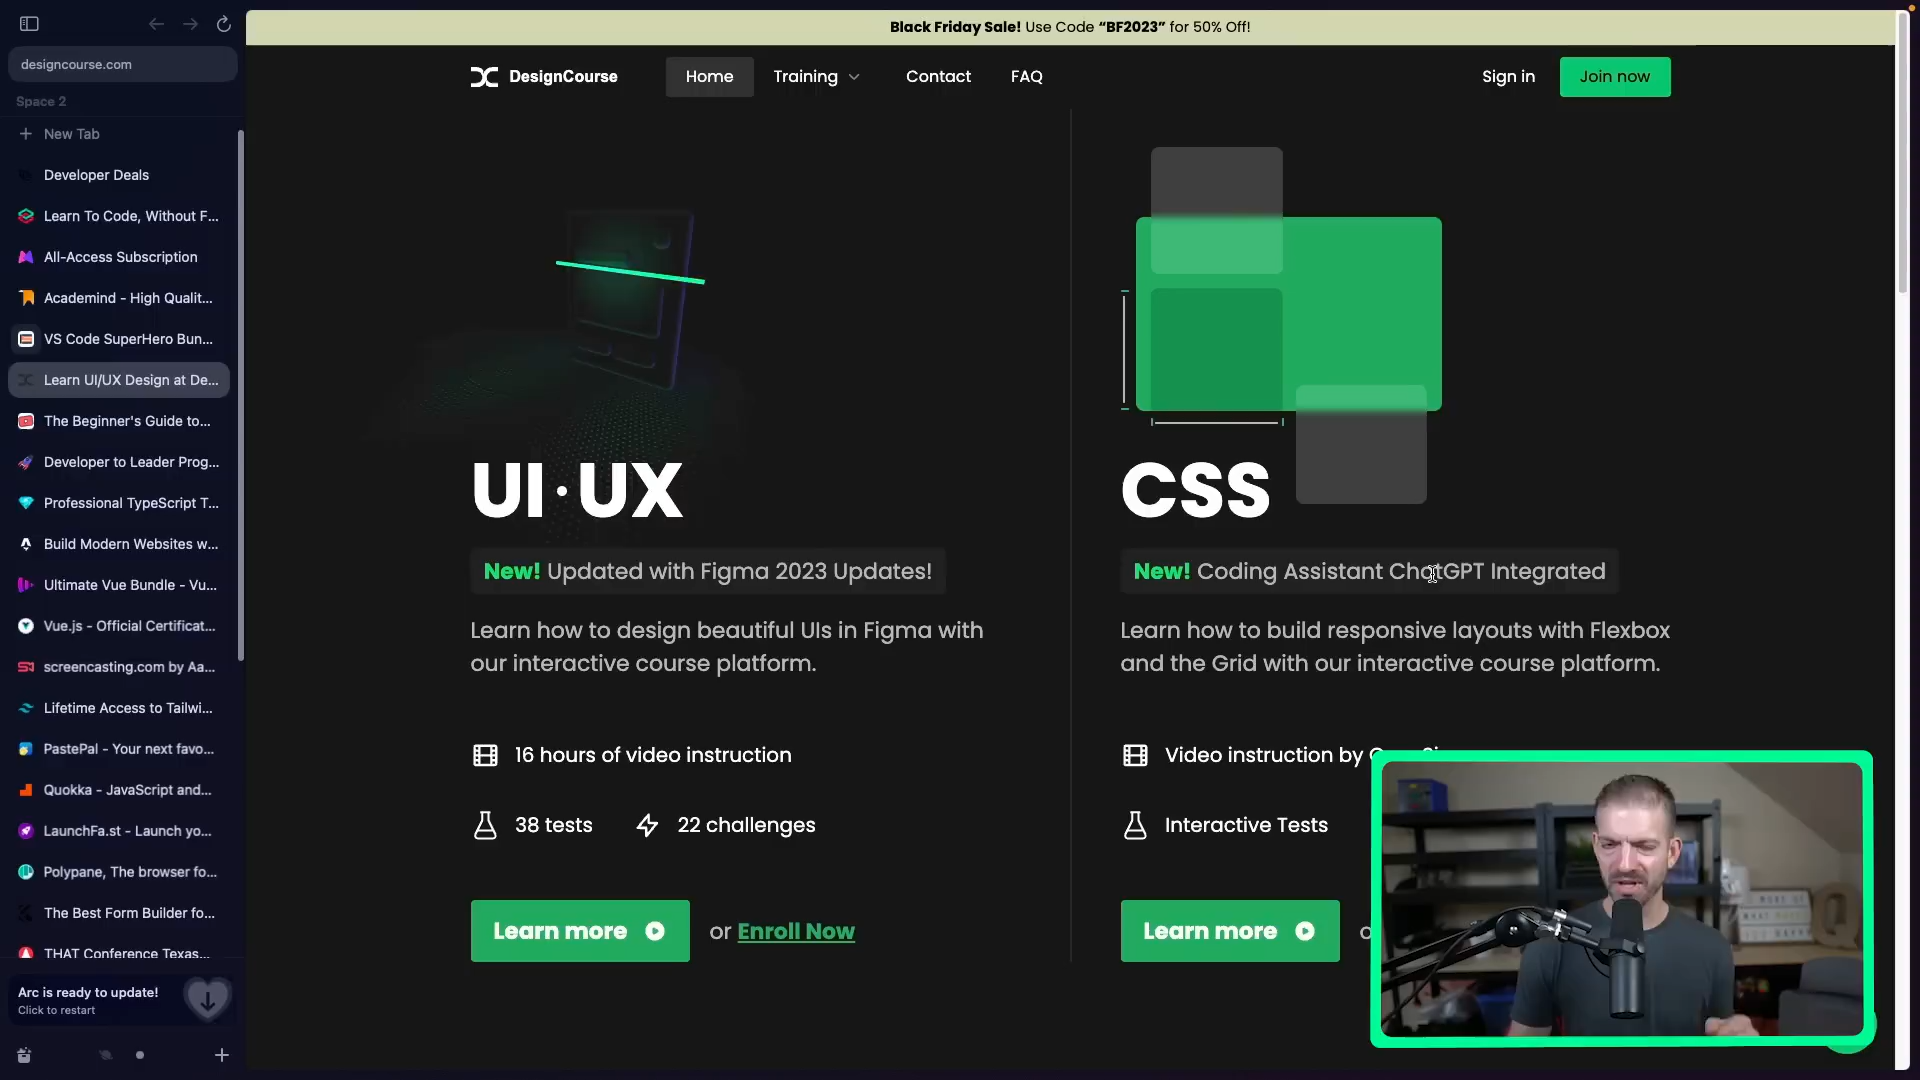 designcourse.com
Space 2
New Tab
Developer Deals
Learn To Code, Without F...
All-Access Subscription
Academind - High Qualit...
VS Code SuperHero Bun...
Learn UI/UX Design at De...
The Beginner's Guide to...
Developer to Leader Prog...
Professional TypeScript T...
Build Modern Websites w...
Ultimate Vue Bundle - Vu...
Vue.js - Official Certificat...
screencasting.com by Aa...
Lifetime Access to Tailwi...
PastePal - Your next favo...
Quokka - JavaScript and...
LaunchFa.st - Launch yo...
Polypane, The browser fo...
The Best Form Builder fo...
THAT Conference Texas...
Arc is ready to update!
Click to restart
Black Friday Sale! Use Code “BF2023” for 50% Off!
DesignCourse
Home
Training
Contact
FAQ
Sign in
Join now
UI·UX
New! Updated with Figma 2023 Updates!
Learn how to design beautiful UIs in Figma with
our interactive course platform.
16 hours of video instruction
38 tests
22 challenges
Learn more
or Enroll Now
CSS
New! Coding Assistant ChatGPT Integrated
Learn how to build responsive layouts with Flexbox
and the Grid with our interactive course platform.
Video instruction by
Interactive Tests
Learn more